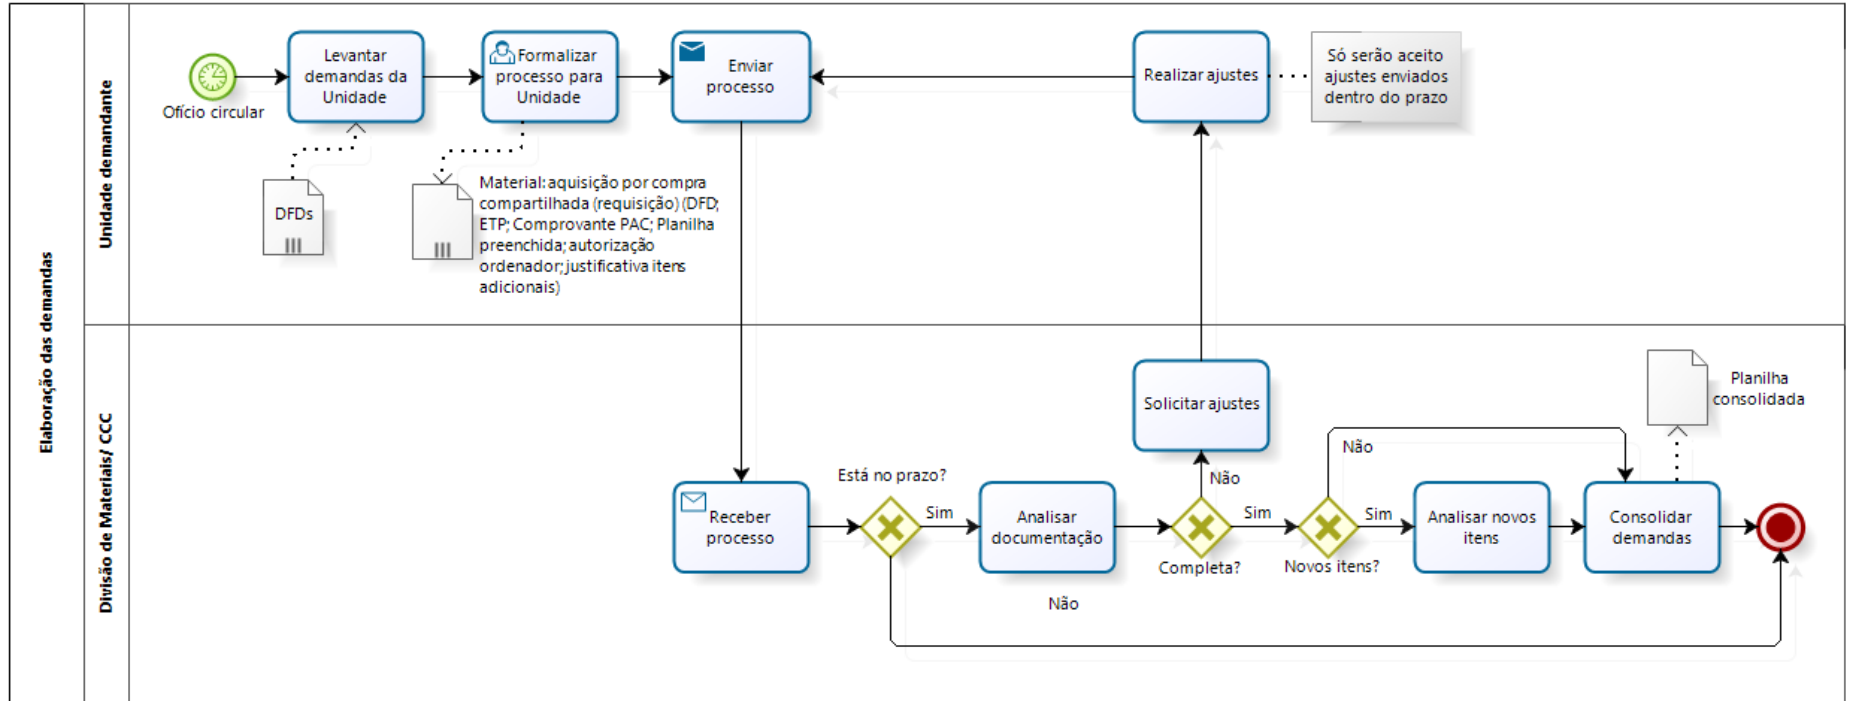 Elaboração das demandas
Unidade demandante
Ofício circular
Levantar
demandas da
Unidade
Formalizar
processo para
Unidade
Enviar
processo
Realizar ajustes
Só serão aceito
ajustes enviados
dentro do prazo
DFDs
Material: aquisição por compra
compartilhada (requisição) (DFD;
ETP; Comprovante PAC; Planilha
preenchida; autorização
ordenador; justificativa itens
adicionais)
Divisão de Materiais/ CCC
Solicitar ajustes
Planilha
consolidada
Não
Não
Está no prazo?
Receber
processo
Sim
Analisar
documentação
Completa?
Sim
Novos itens?
Sim
Analisar novos
itens
Consolidar
demandas
Não